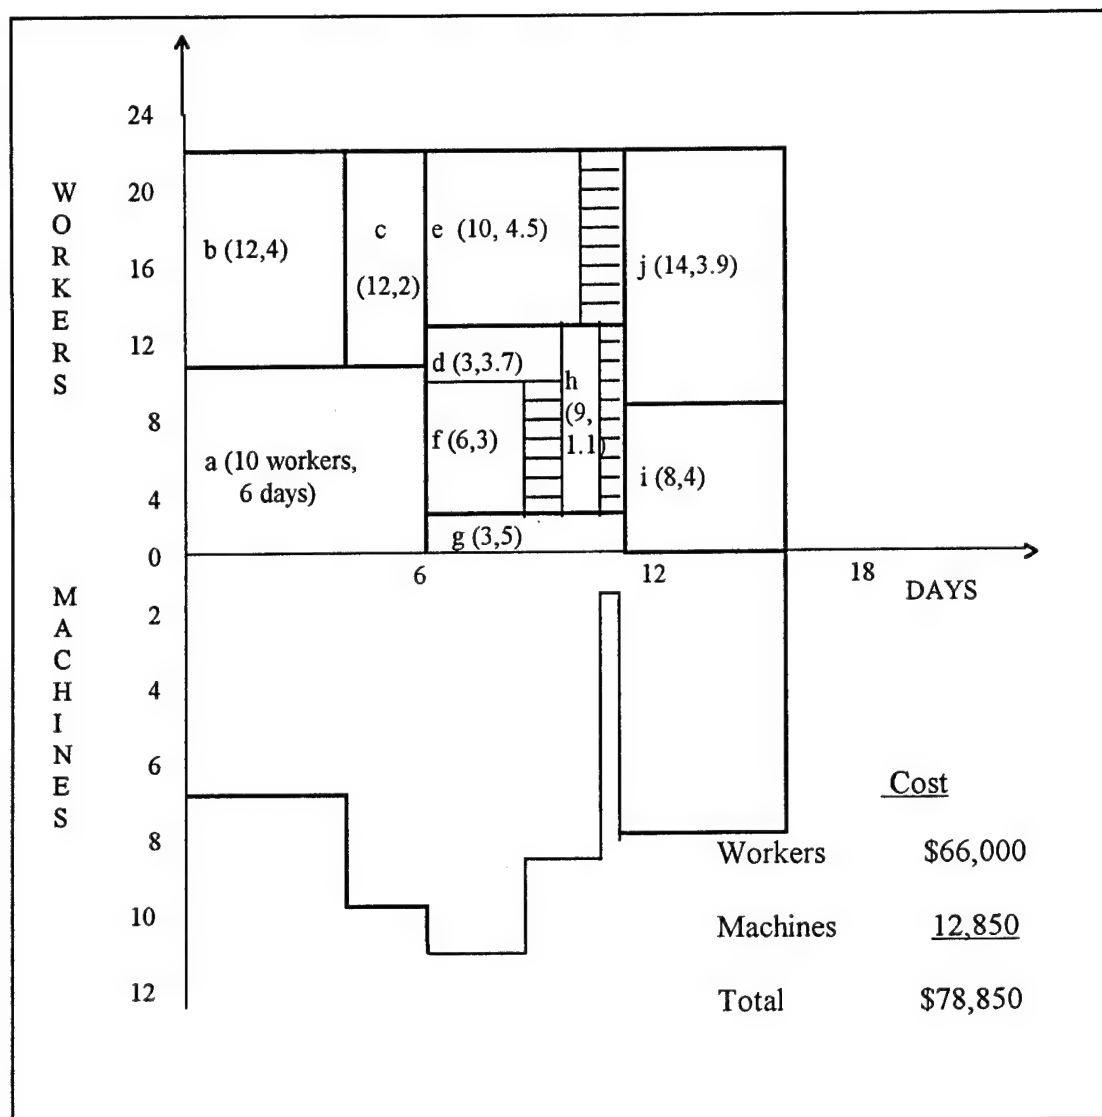 WORKERS
24
20
16
12
8
4
0
b (12,4)
c
(12,2)
e (10, 4.5)
j (14,3.9)
d (3,3.7)
h
(9,
1.1)
f (6,3)
a (10 workers,
6 days)
i (8,4)
g (3,5)
6
12
18
DAYS
MACHINES
2
4
6
8
10
12
Cost
Workers $66,000
Machines 12,850
Total $78,850